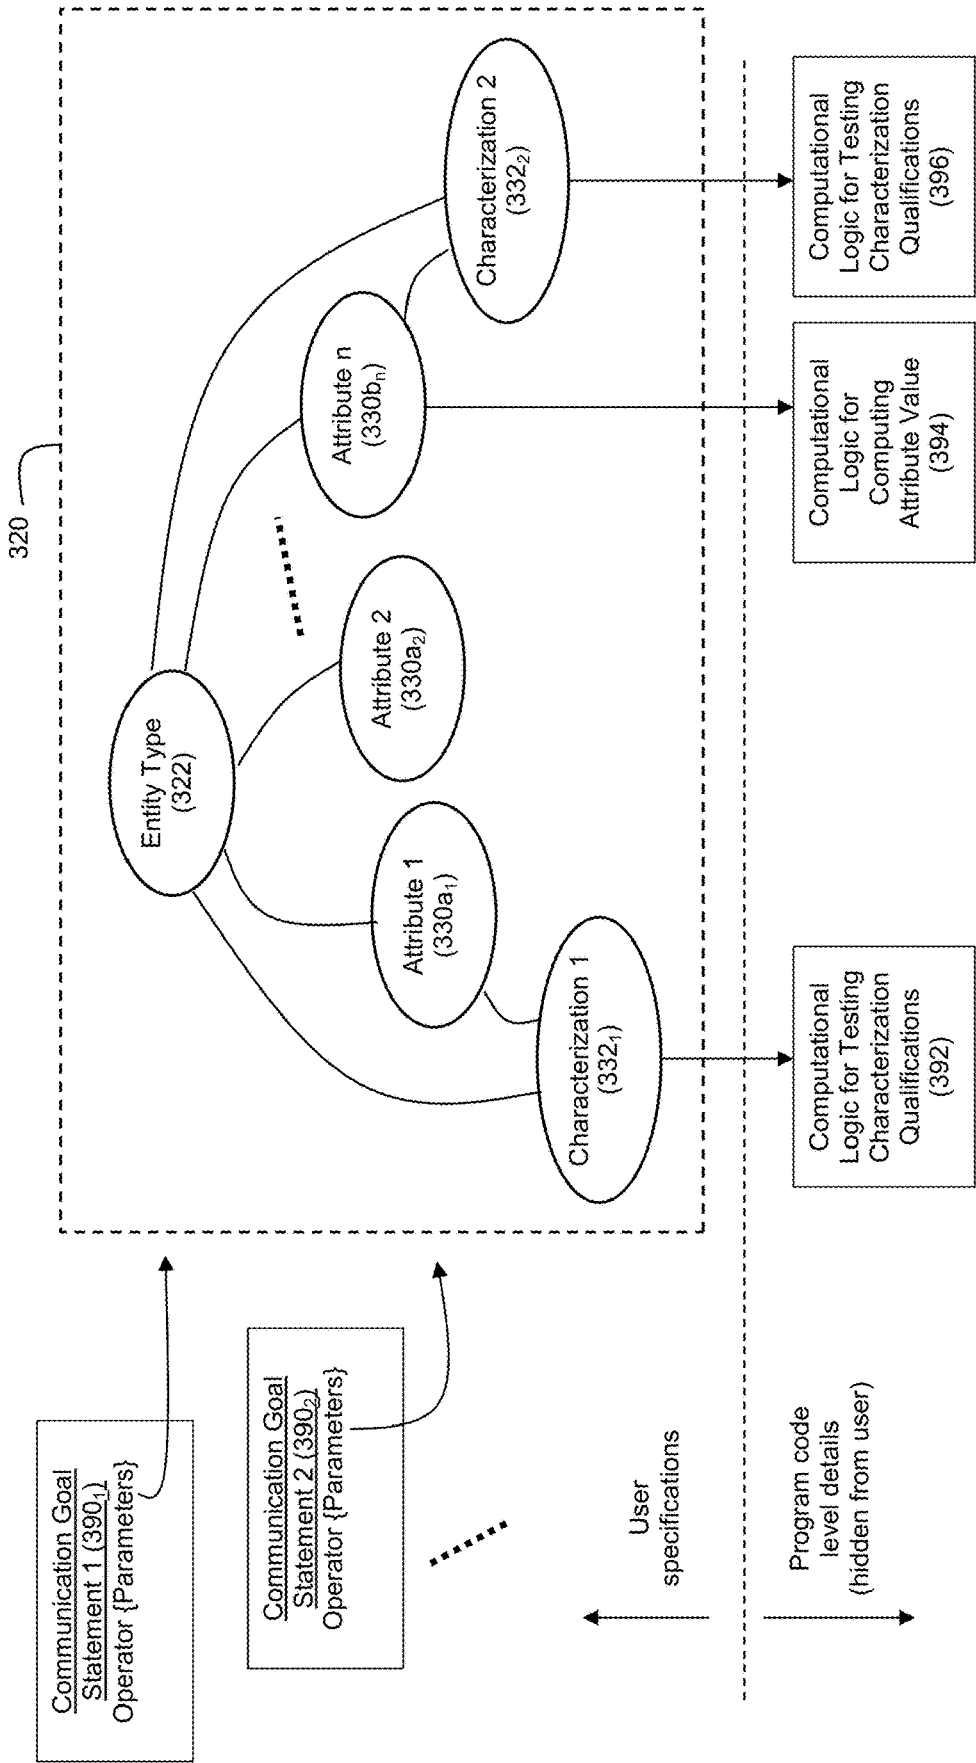 Communication Goal
Statement 1 (390₁)
Operator {Parameters}
Communication Goal
Statement 2 (390₂)
Operator {Parameters}
User
specifications
Program code
level details
(hidden from user)
320
Entity Type
(322)
Characterization 1
(332₁)
Attribute 1
(330a₁)
Attribute 2
(330a₂)
Attribute n
(330bₙ)
Characterization 2
(332₂)
Computational
Logic for Testing
Characterization
Qualifications
(392)
Computational
Logic for
Computing
Attribute Value
(394)
Computational
Logic for Testing
Characterization
Qualifications
(396)